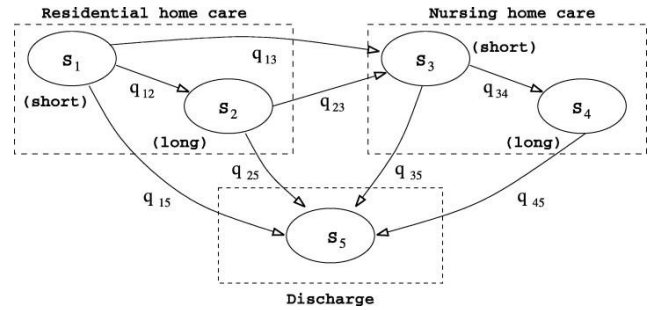 Residential home care
Nursing home care
S1
q13
S3
(short)
(short)
q12
q34
S2
q23
S4
(long)
(long)
q25
q35
q15
q45
S5
Discharge